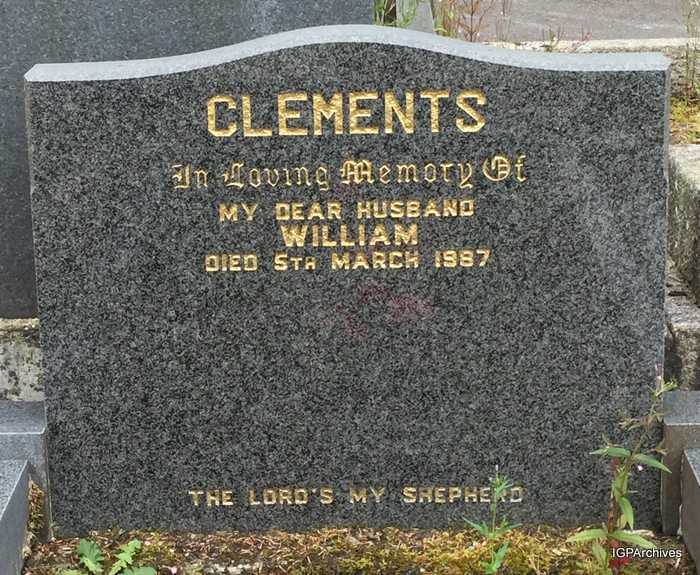 CLEMENTS
In Loving Memory Of
MY DEAR HUSBAND
WILLIAM
DIED 5TH MARCH 1987
THE LORD'S MY SHEPHERD
IGPArchives